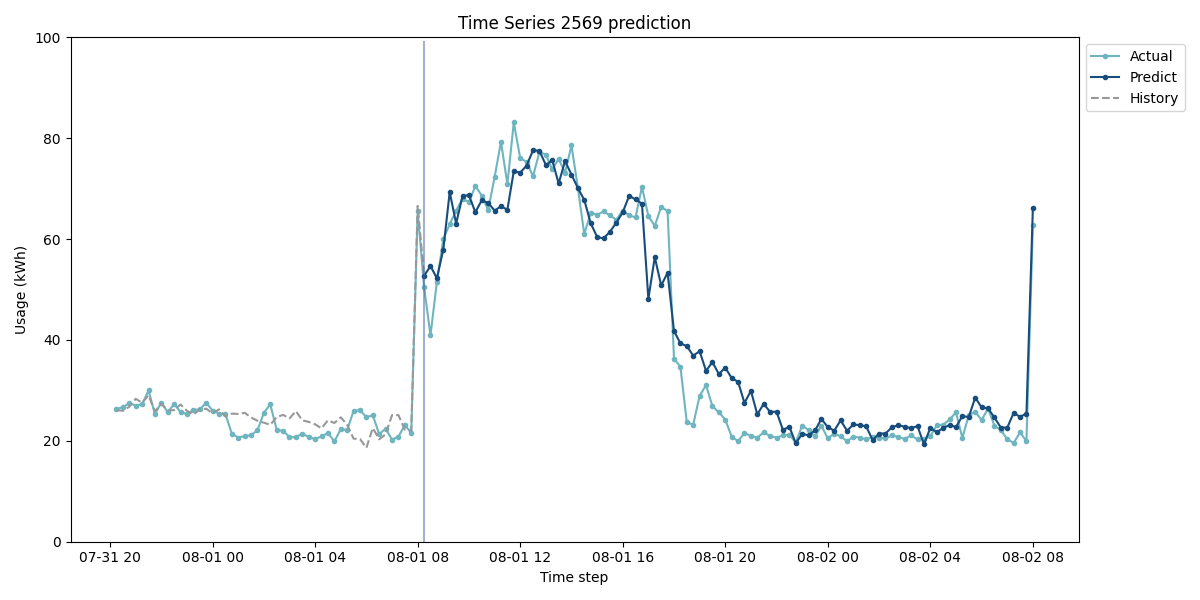 Time Series 2569 prediction
Usage (kWh)
100
80
60
40
20
0
07-31 20
08-01 00
08-01 04
08-01 08
08-01 12
08-01 16
08-01 20
08-02 00
08-02 04
08-02 08
Time step
Actual
Predict
History